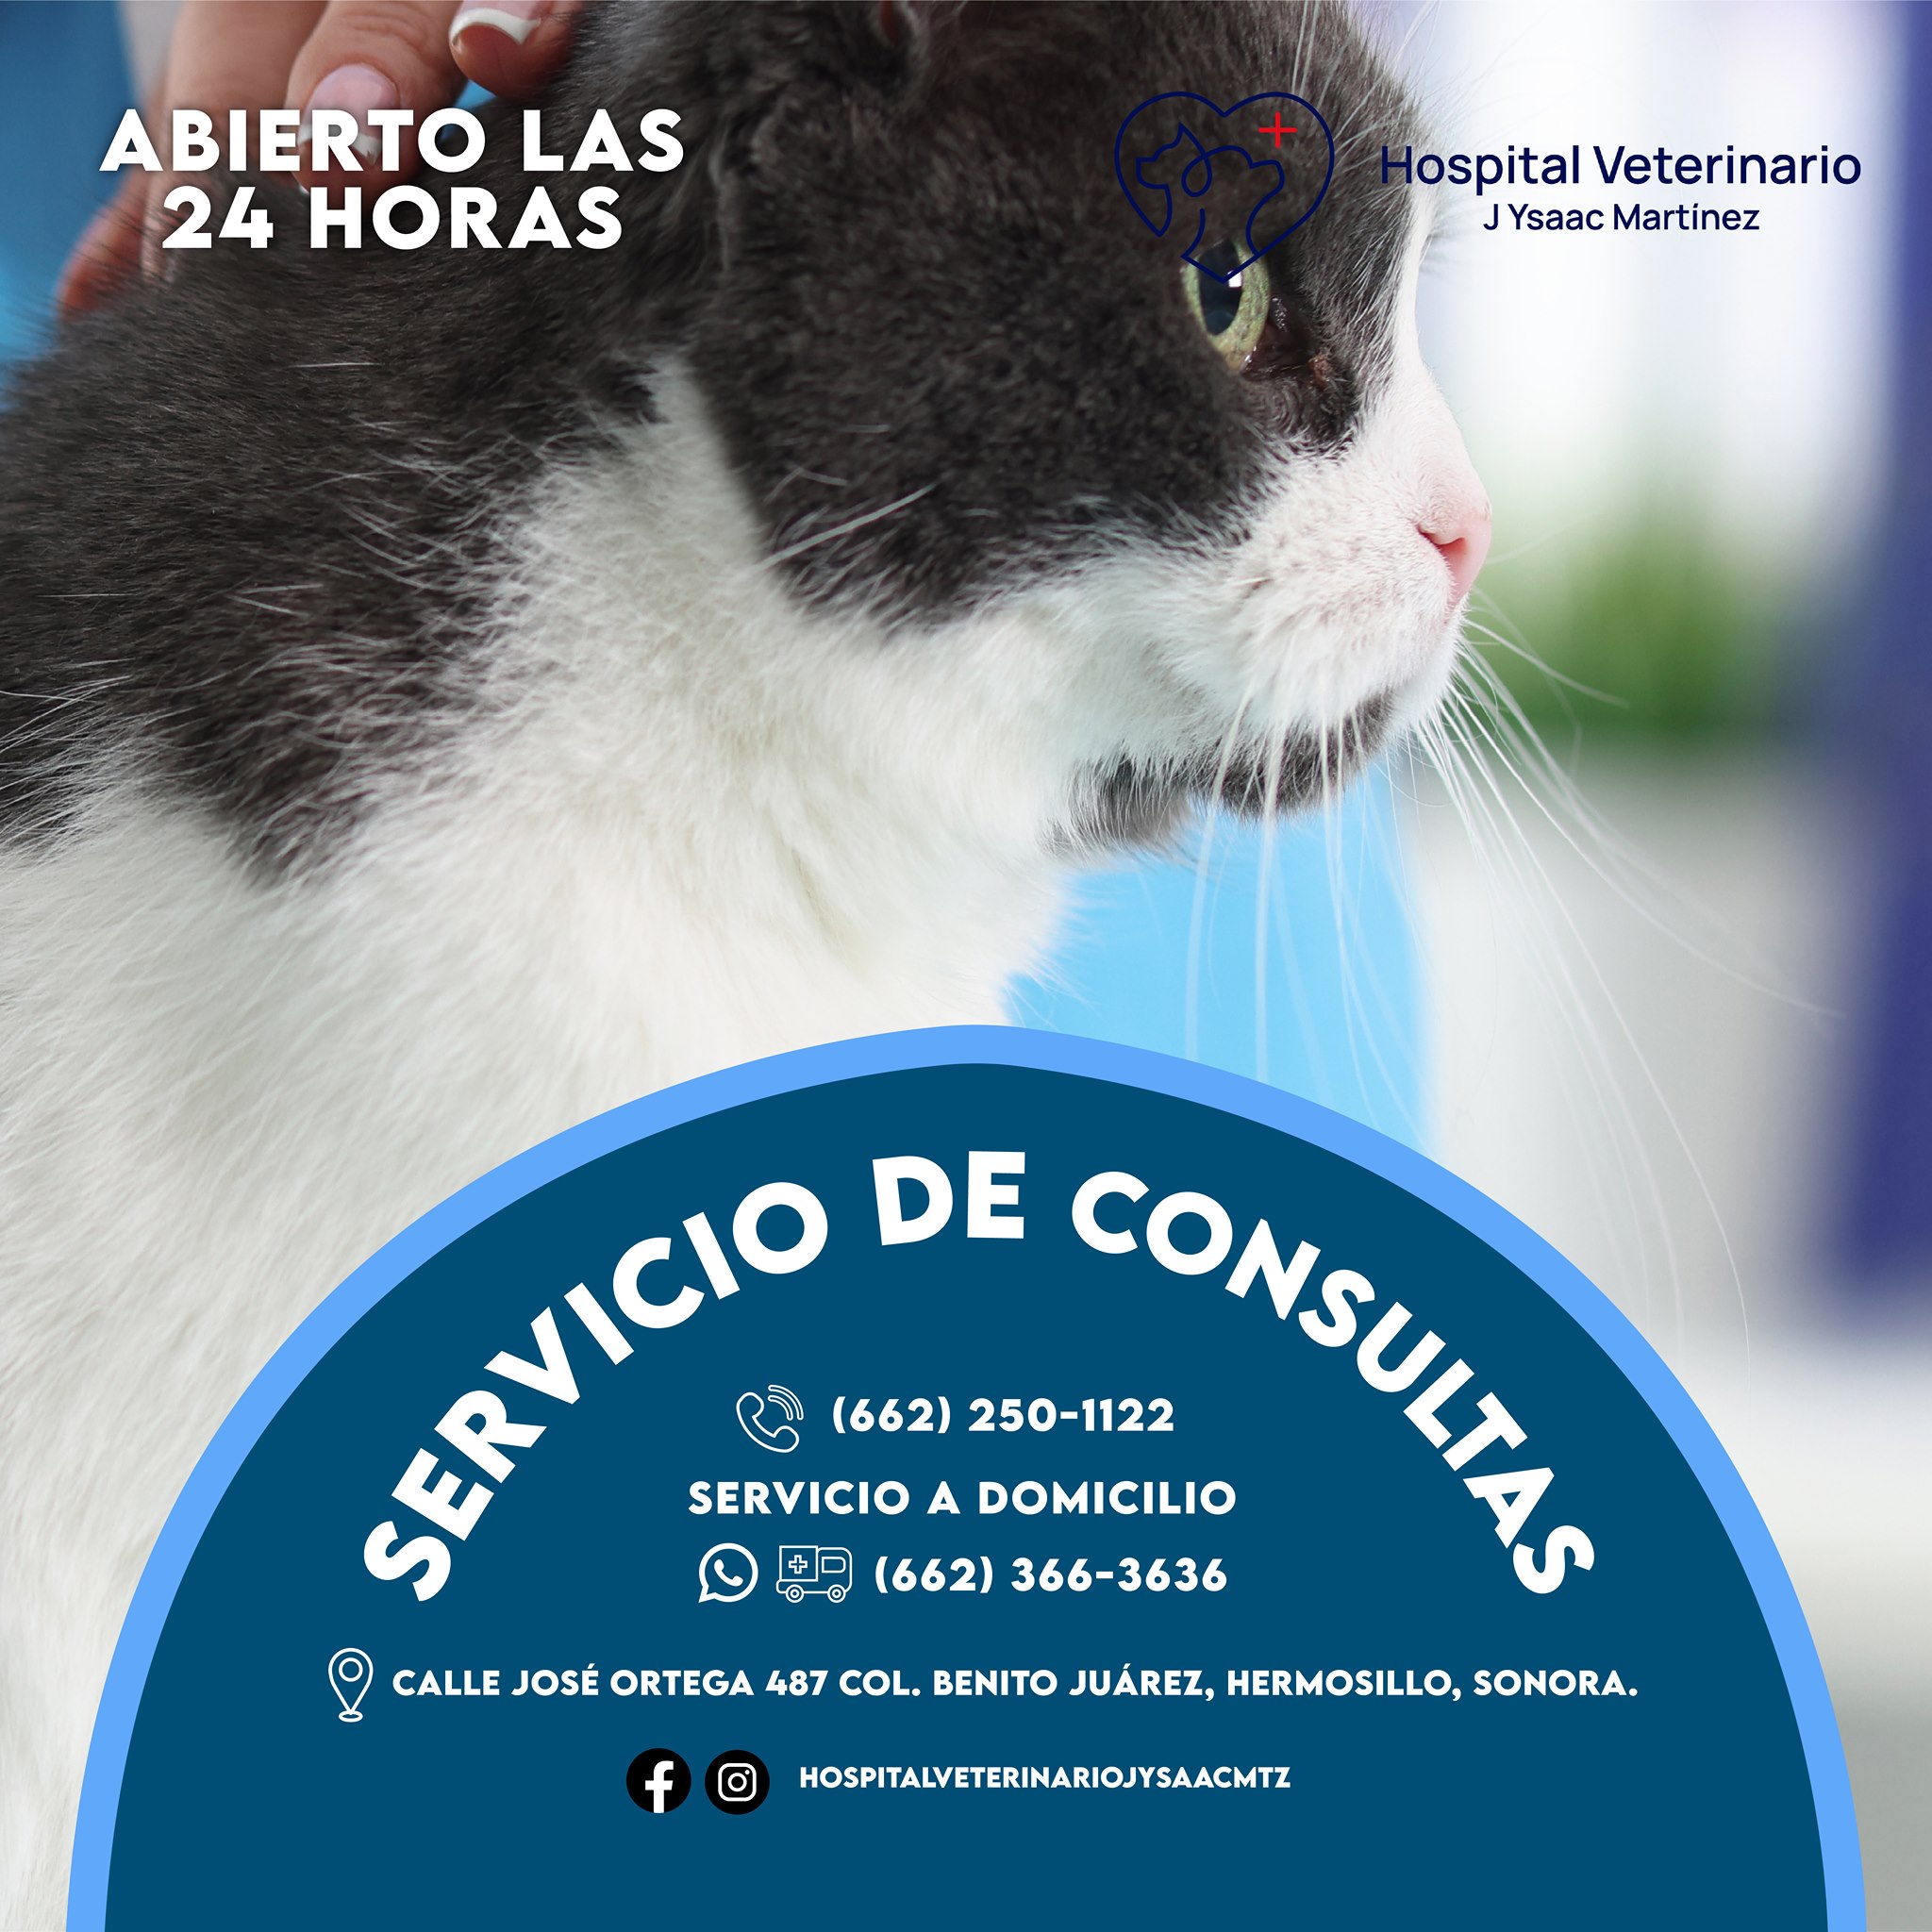 ABIERTO LAS
24 HORAS
Hospital Veterinario
J Ysaac Martínez
SERVICIO DE CONSULTAS
(662) 250-1122
SERVICIO A DOMICILIO
(662) 366-3636
CALLE JOSÉ ORTEGA 487 COL. BENITO JUÁREZ, HERMOSILLO, SONORA.
HOSPITALVETERINARIOJYSAACMTZ